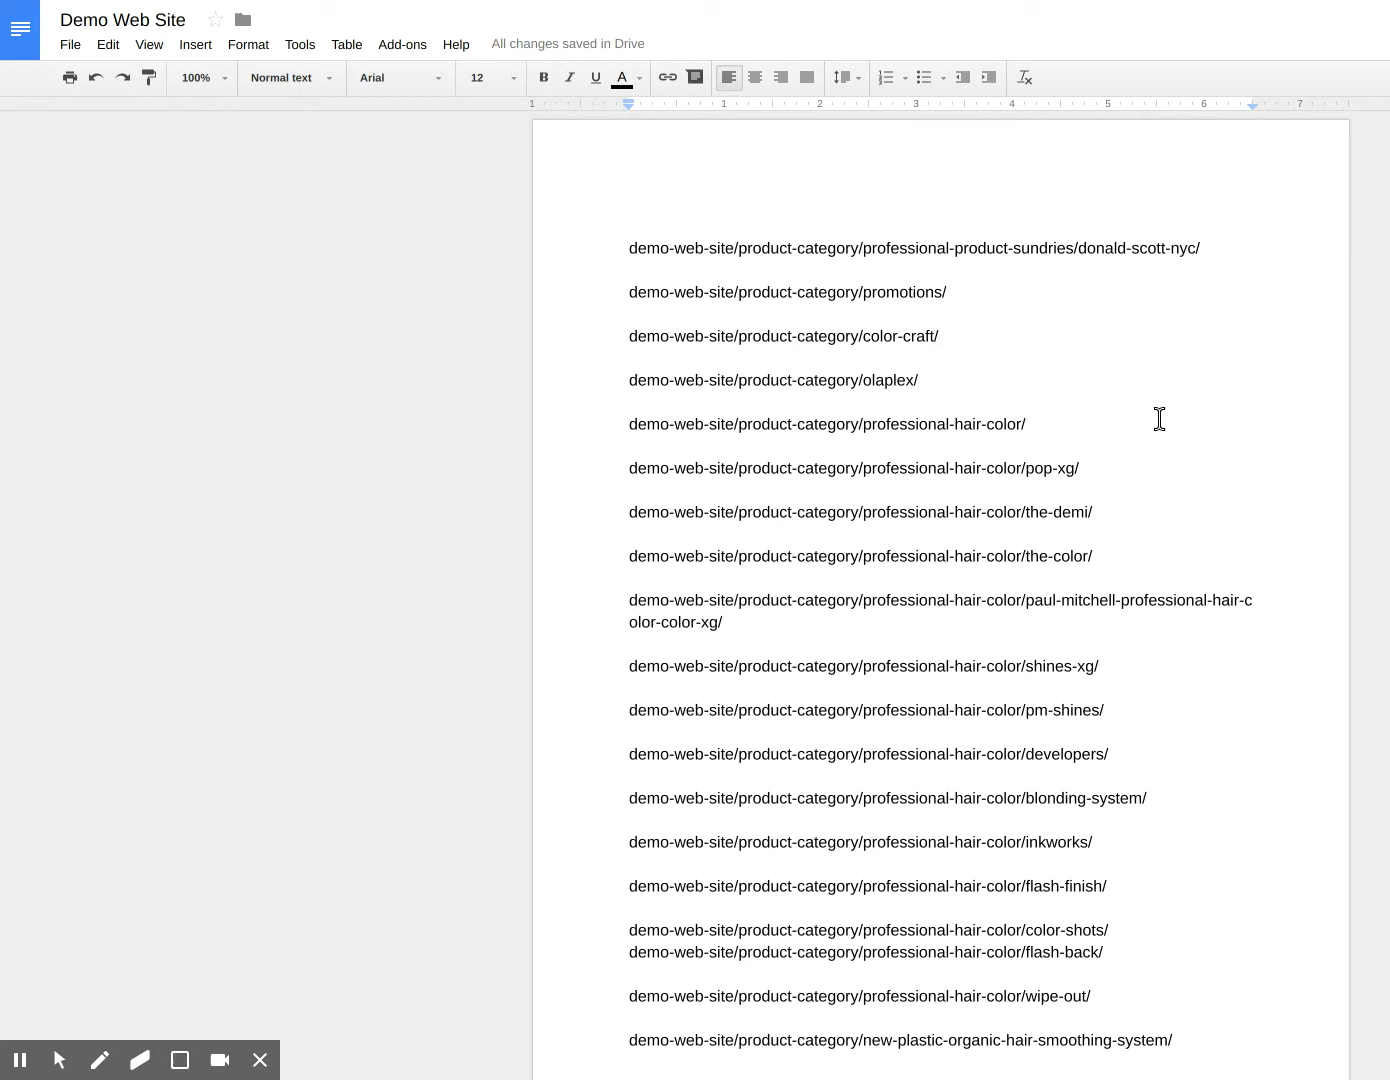 Demo Web Site
File Edit View Insert Format Tools Table Add-ons Help All changes saved in Drive
100% Normal text Arial 12 B I U A
1 1 2 3 4 5 6 7
demo-web-site/product-category/professional-product-sundries/donald-scott-nyc/
demo-web-site/product-category/promotions/
demo-web-site/product-category/color-craft/
demo-web-site/product-category/olaplex/
demo-web-site/product-category/professional-hair-color/
demo-web-site/product-category/professional-hair-color/pop-xg/
demo-web-site/product-category/professional-hair-color/the-demi/
demo-web-site/product-category/professional-hair-color/the-color/
demo-web-site/product-category/professional-hair-color/paul-mitchell-professional-hair-c
olor-color-xg/
demo-web-site/product-category/professional-hair-color/shines-xg/
demo-web-site/product-category/professional-hair-color/pm-shines/
demo-web-site/product-category/professional-hair-color/developers/
demo-web-site/product-category/professional-hair-color/blonding-system/
demo-web-site/product-category/professional-hair-color/inkworks/
demo-web-site/product-category/professional-hair-color/flash-finish/
demo-web-site/product-category/professional-hair-color/color-shots/
demo-web-site/product-category/professional-hair-color/flash-back/
demo-web-site/product-category/professional-hair-color/wipe-out/
demo-web-site/product-category/new-plastic-organic-hair-smoothing-system/